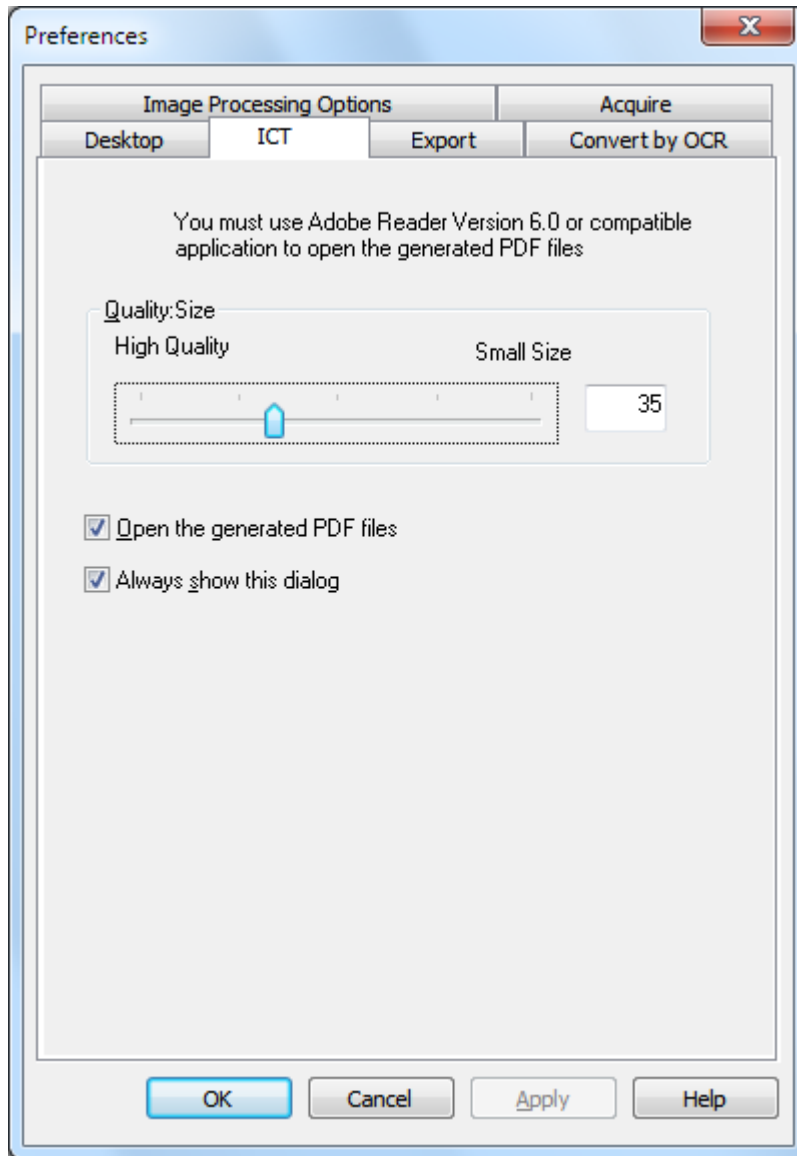 Preferences
Image Processing Options
Acquire
Desktop
ICT
Export
Convert by OCR
You must use Adobe Reader Version 6.0 or compatible
application to open the generated PDF files
Quality:Size
High Quality
Small Size
35
Open the generated PDF files
Always show this dialog
OK
Cancel
Apply
Help